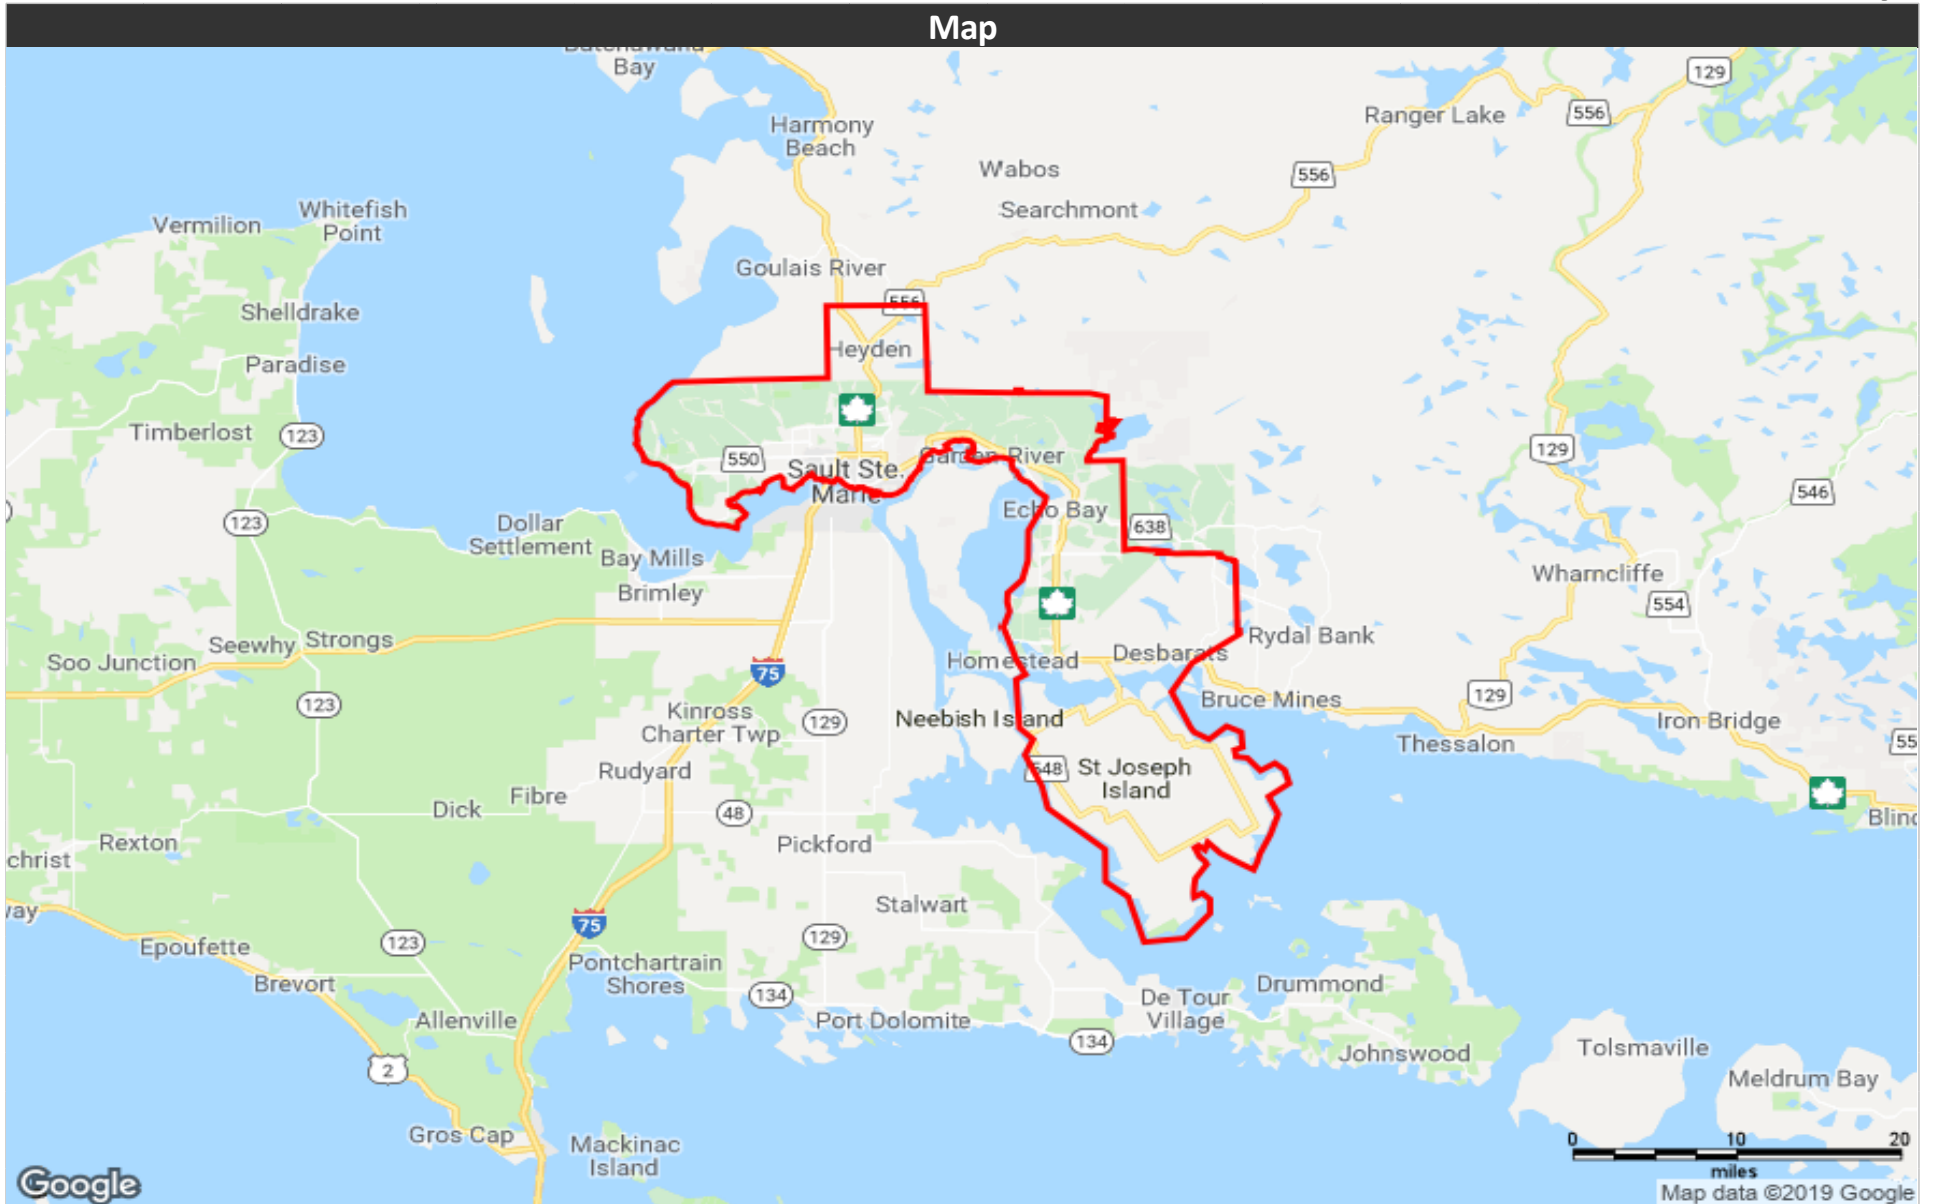 Map
Bay
Harmony
Beach
129
556
Ranger Lake
Wabos
556
Searchmont
Whitefish
Point
Vermilion
Goulais River
556
Shelldrake
Heyden
Paradise
Timberlost
123
129
550
Sault Ste.
Marie
Garden River
546
Echo Bay
638
123
Dollar
Settlement
Bay Mills
Brimley
Wharncliffe
554
Seewhy
Strongs
Soo Junction
Rydal Bank
Homestead
Desbarats
75
123
Kinross
Charter Twp
129
Neebish Island
Bruce Mines
129
Iron Bridge
Thessalon
55
Rudyard
548
St Joseph
Island
Dick
Fibre
48
Pickford
Rexton
christ
Blind
Stalwart
way
75
Epoufette
123
129
Pontchartrain
Shores
Brevort
134
Drummond
De Tour
Village
Allenville
Port Dolomite
134
Johnswood
Tolsmaville
2
Meldrum Bay
Gros Cap
Mackinac
Island
0 10 20
miles
Google
Map data ©2019 Google